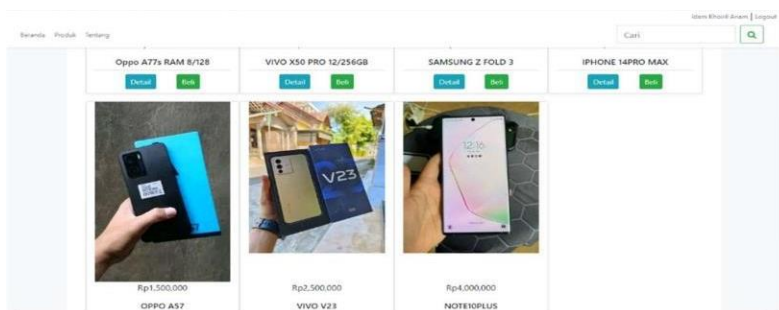 Idam Khoiril Anam | Logout
Beranda Produk Tentang
Cari
Oppo A77s RAM 8/128
VIVO X50 PRO 12/256GB
SAMSUNG Z FOLD 3
IPHONE 14PRO MAX
Detail Beli
Detail Beli
Detail Beli
Detail Beli
V23
12:16
Rp1,500,000
Rp2,500,000
Rp4,000,000
OPPO A57
VIVO V23
NOTE10PLUS